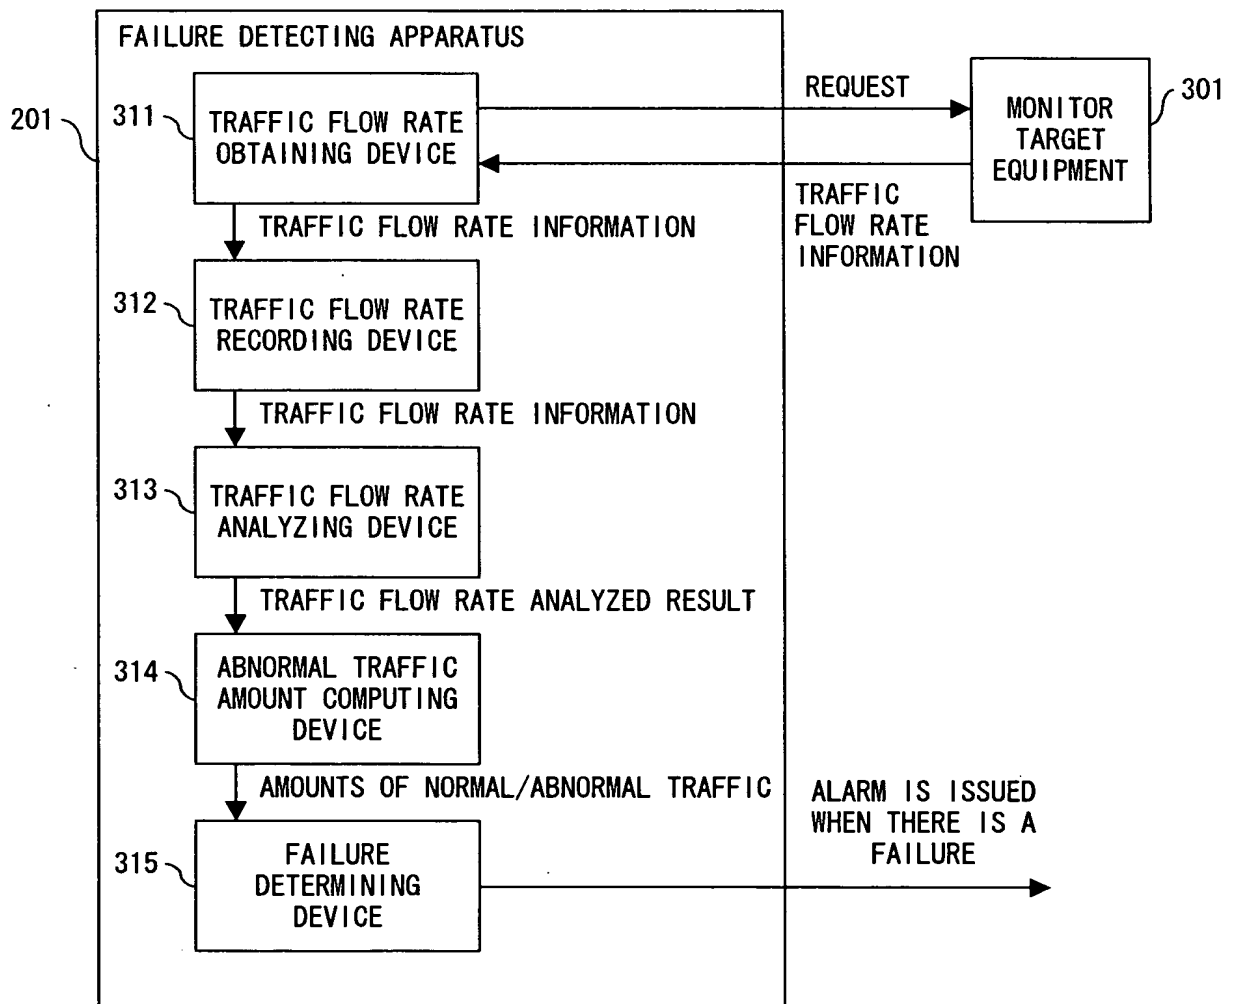 FAILURE DETECTING APPARATUS
201
311
TRAFFIC FLOW RATE
OBTAINING DEVICE
REQUEST
MONITOR
TARGET
EQUIPMENT
301
TRAFFIC
FLOW RATE
INFORMATION
TRAFFIC FLOW RATE INFORMATION
312
TRAFFIC FLOW RATE
RECORDING DEVICE
TRAFFIC FLOW RATE INFORMATION
313
TRAFFIC FLOW RATE
ANALYZING DEVICE
TRAFFIC FLOW RATE ANALYZED RESULT
314
ABNORMAL TRAFFIC
AMOUNT COMPUTING
DEVICE
AMOUNTS OF NORMAL/ABNORMAL TRAFFIC
315
FAILURE
DETERMINING
DEVICE
ALARM IS ISSUED
WHEN THERE IS A
FAILURE